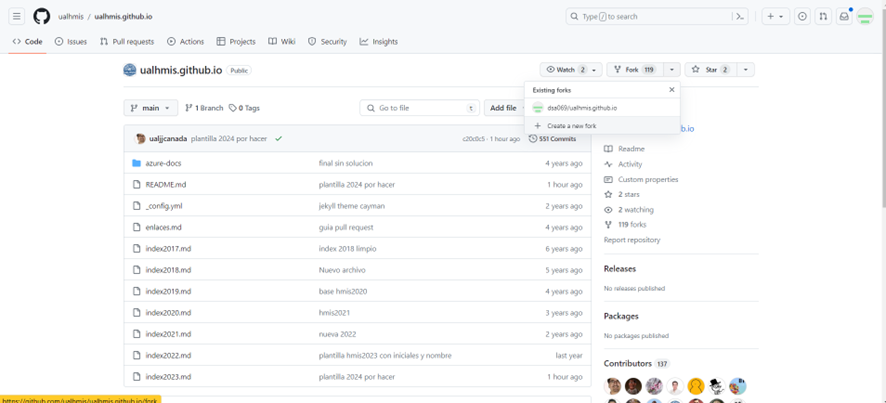 ualhmis / ualhmis.github.io
Type / to search
Code Issues Pull requests Actions Projects Wiki Security Insights
ualhmis.github.io Public
Watch 2 Fork 119 Star 2
Existing forks
dsa069/ualhmis.github.io
Create a new fork
main 1 Branch 0 Tags Go to file t Add file
ualjjcanada plantilla 2024 por hacer c20c0c5 · 1 hour ago 551 Commits
azure-docs final sin solucion 4 years ago
README.md plantilla 2024 por hacer 1 hour ago
_config.yml jekyll theme cayman 2 years ago
enlaces.md guia pull request 4 years ago
index2017.md index 2018 limpio 6 years ago
index2018.md Nuevo archivo 5 years ago
index2019.md base hmis2020 4 years ago
index2020.md hmis2021 3 years ago
index2021.md nueva 2022 2 years ago
index2022.md plantilla hmis2023 con iniciales y nombre last year
index2023.md plantilla 2024 por hacer 1 hour ago
b.io
Readme
Activity
Custom properties
2 stars
2 watching
119 forks
Report repository
Releases
No releases published
Packages
No packages published
Contributors 137
https://github.com/ualhmis/ualhmis.github.io/fork